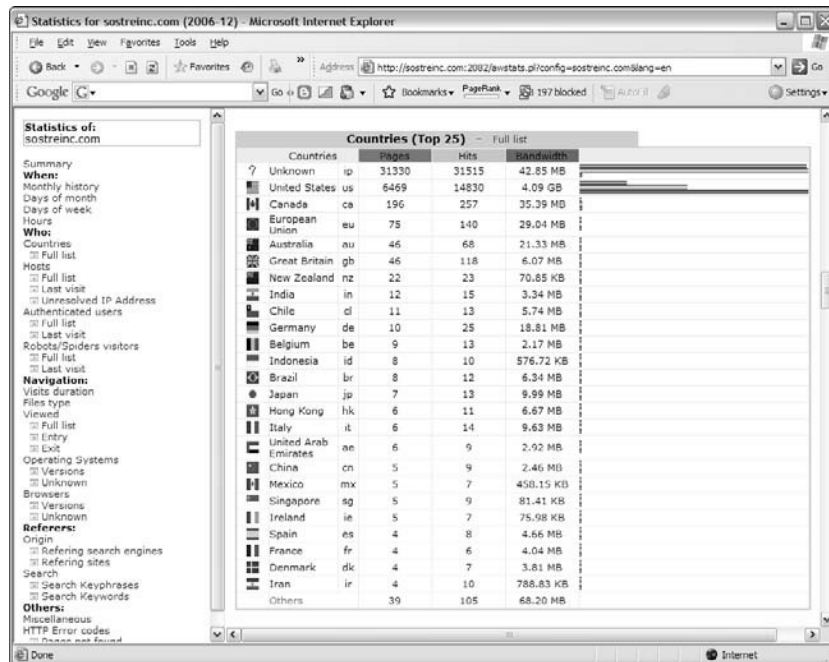 Statistics for sostreinc.com (2006-12) - Microsoft Internet Explorer
File Edit View Favorites Tools Help
Back Favorites Address http://sostreinc.com:2082/awstats.pl?config=sostreinc.com&lang=en Go
Google G Go Bookmarks PageRank 197 blocked AutoFill Settings
Statistics of:
sostreinc.com
Summary
When:
Monthly history
Days of month
Days of week
Hours
Who:
Countries
Full list
Hosts
Full list
Last visit
Unresolved IP Address
Authenticated users
Full list
Last visit
Robots/Spiders visitors
Full list
Last visit
Navigation:
Visits duration
Files type
Viewed
Full list
Entry
Exit
Operating Systems
Versions
Unknown
Browsers
Versions
Unknown
Referers:
Origin
Refering search engines
Refering sites
Search
Search Keyphrases
Search Keywords
Others:
Miscellaneous
HTTP Error codes
Pages not found
Countries (Top 25) - Full list
Countries Pages Hits Bandwidth
? Unknown ip 31330 31515 42.85 MB
United States us 6469 14830 4.09 GB
Canada ca 196 257 35.39 MB
European Union eu 75 140 29.04 MB
Australia au 46 68 21.33 MB
Great Britain gb 46 118 6.07 MB
New Zealand nz 22 23 70.85 KB
India in 12 15 3.34 MB
Chile cl 11 13 5.74 MB
Germany de 10 25 18.81 MB
Belgium be 9 13 2.17 MB
Indonesia id 8 10 576.72 KB
Brazil br 8 12 6.34 MB
Japan jp 7 13 9.99 MB
Hong Kong hk 6 11 6.67 MB
Italy it 6 14 9.63 MB
United Arab Emirates ae 6 9 2.92 MB
China cn 5 9 2.46 MB
Mexico mx 5 7 458.15 KB
Singapore sg 5 9 81.41 KB
Ireland ie 5 7 75.98 KB
Spain es 4 8 4.66 MB
France fr 4 6 4.04 MB
Denmark dk 4 7 3.81 MB
Iran ir 4 10 788.83 KB
Others 39 105 68.20 MB
Done Internet